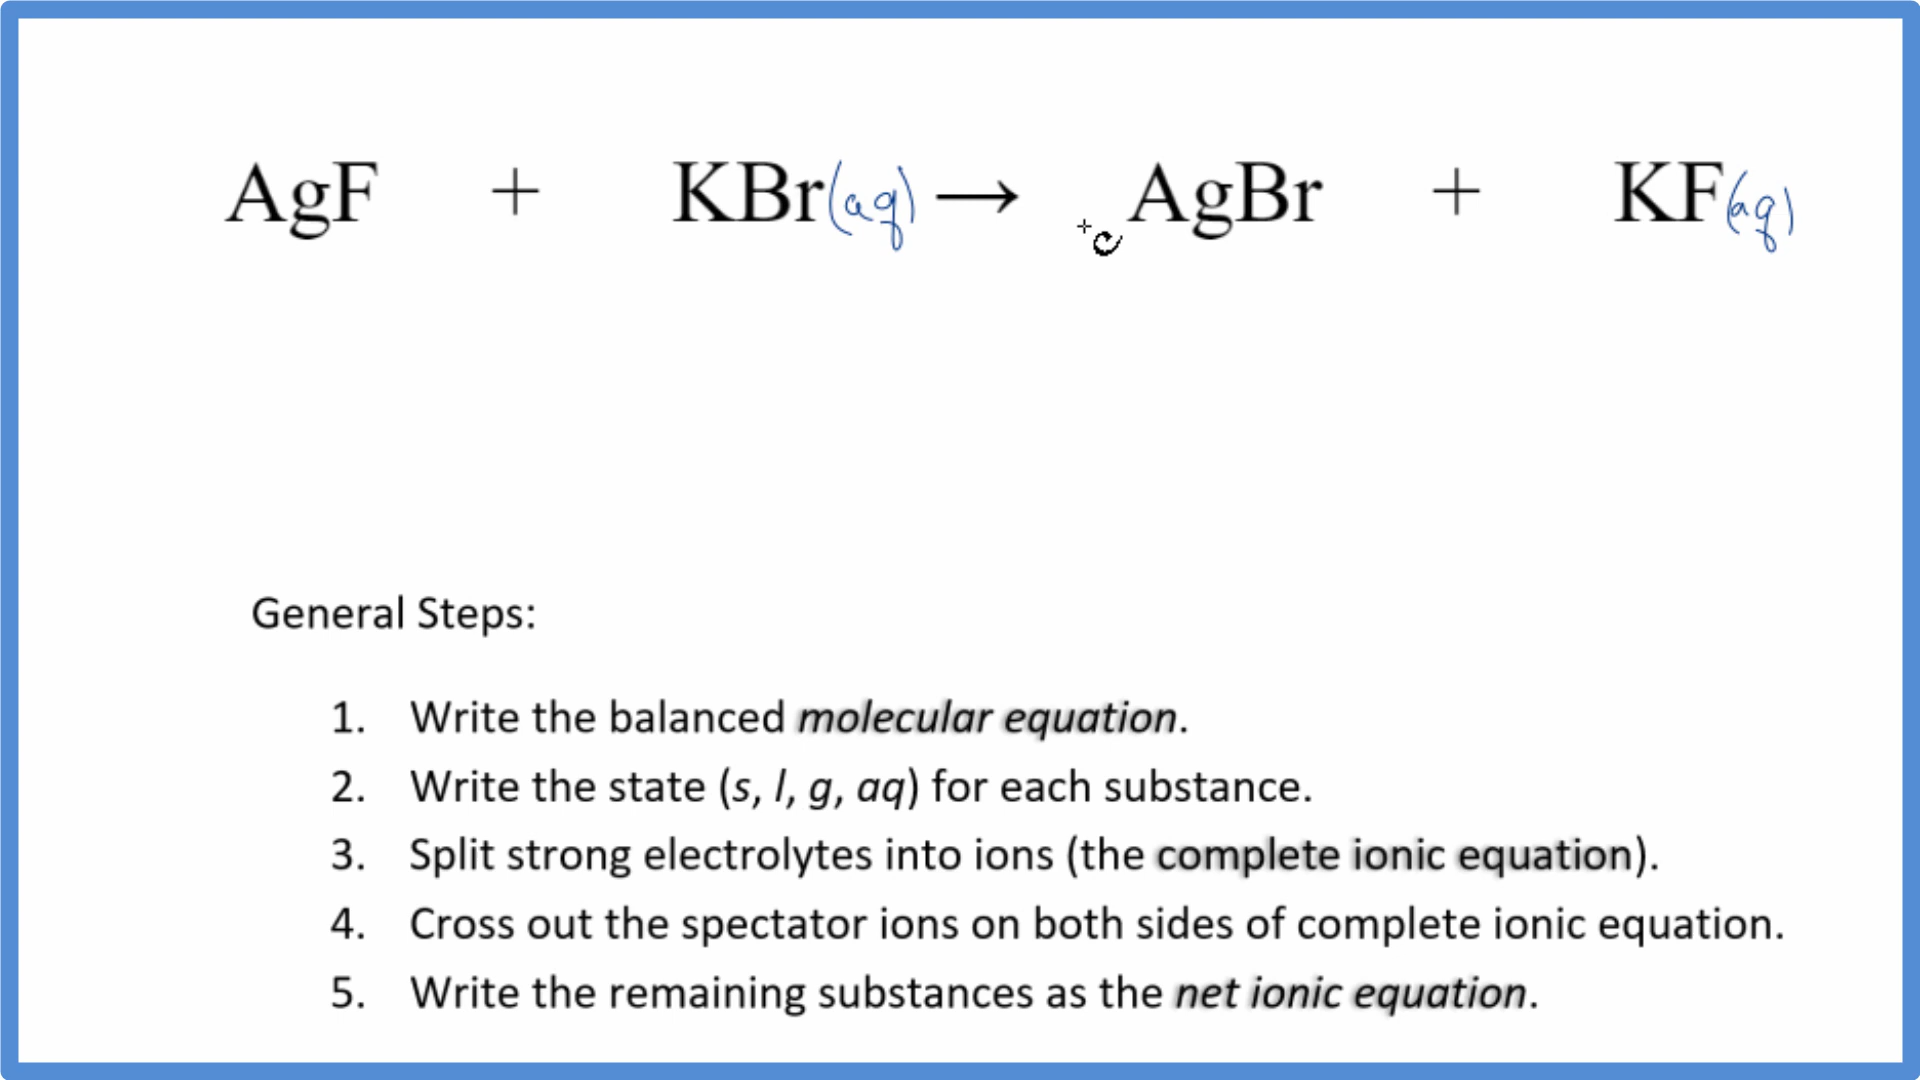 AgF + KBr(aq) → AgBr + KF(aq)
General Steps:
1. Write the balanced molecular equation.
2. Write the state (s, l, g, aq) for each substance.
3. Split strong electrolytes into ions (the complete ionic equation).
4. Cross out the spectator ions on both sides of complete ionic equation.
5. Write the remaining substances as the net ionic equation.